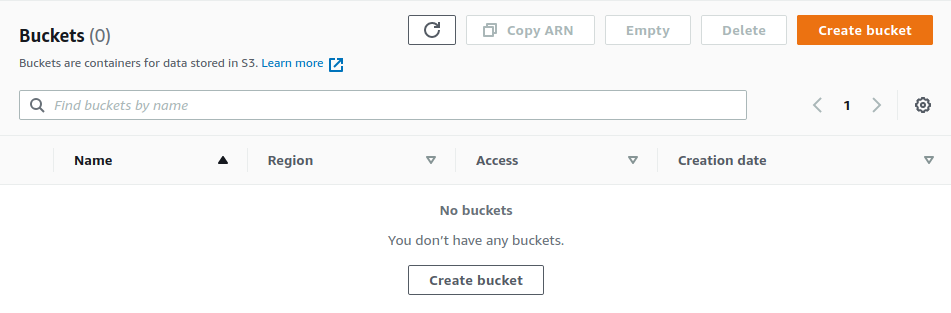 Buckets (0)
Copy ARN
Empty
Delete
Create bucket
Buckets are containers for data stored in S3. Learn more
Find buckets by name
1
Name
Region
Access
Creation date
No buckets
You don’t have any buckets.
Create bucket